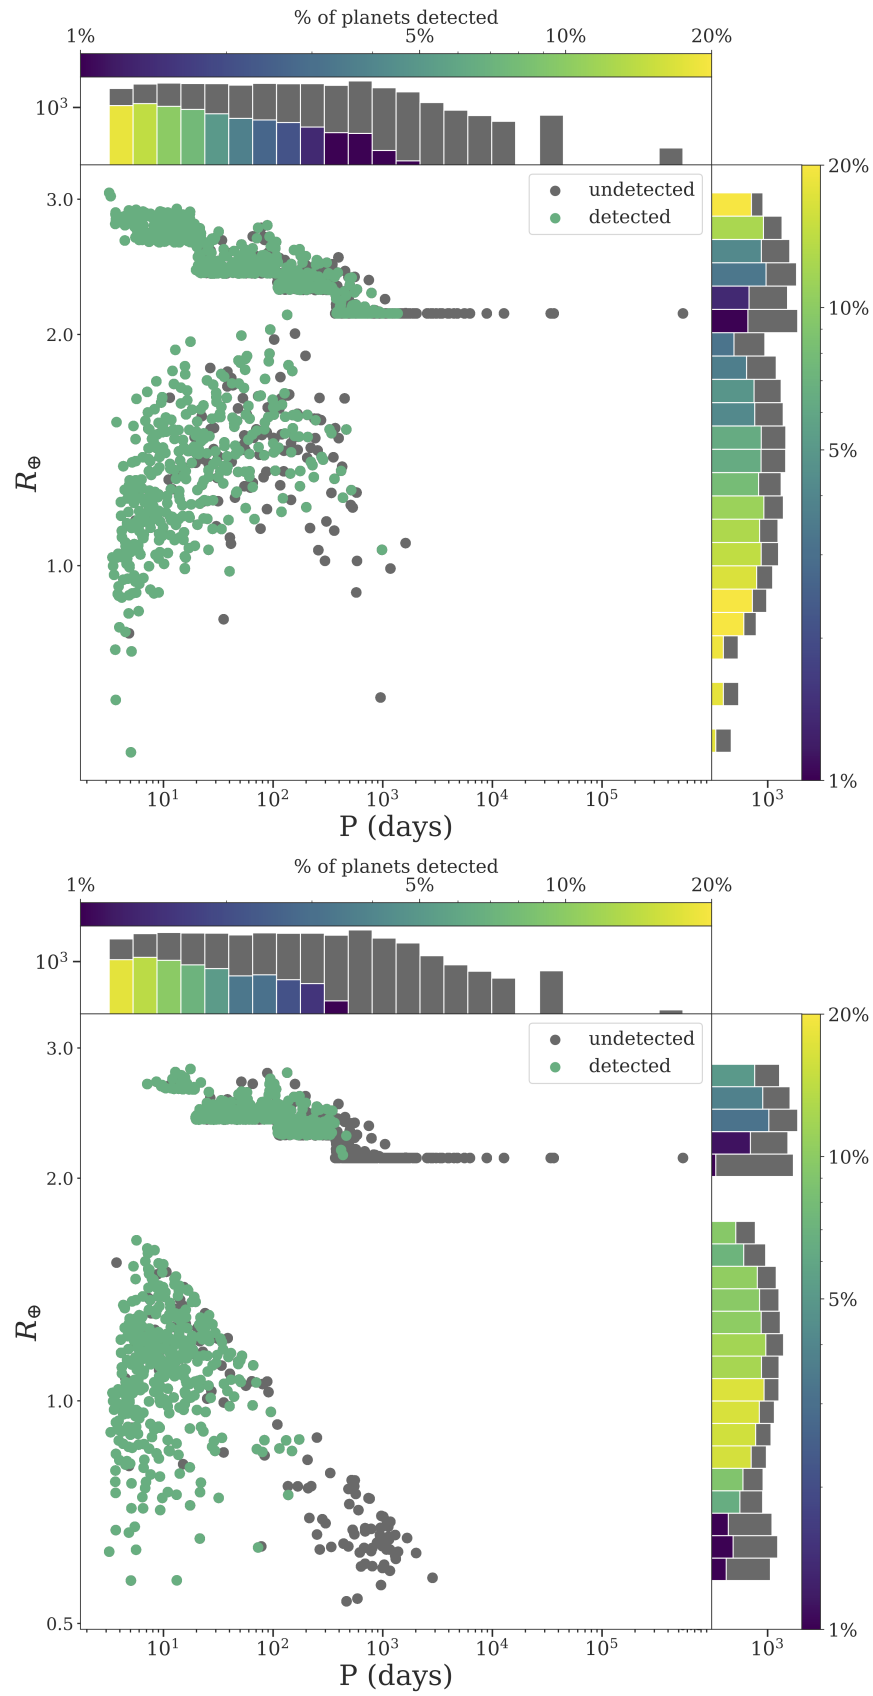 % of planets detected
1% 5% 10% 20%
10³
undetected
detected
3.0
2.0
1.0
R⊕
20%
10%
5%
1%
10¹ 10² 10³ 10⁴ 10⁵ 10³
P (days)
% of planets detected
1% 5% 10% 20%
10³
undetected
detected
3.0
2.0
1.0
0.5
R⊕
20%
10%
5%
1%
10¹ 10² 10³ 10⁴ 10⁵ 10³
P (days)